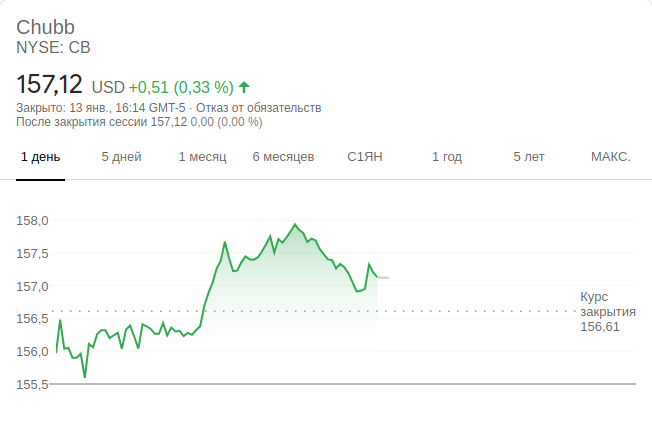 Chubb
NYSE: CB
157,12 USD +0,51 (0,33 %)
Закрыто: 13 янв., 16:14 GMT-5 · Отказ от обязательств
После закрытия сессии 157,12 0,00 (0,00 %)
1 день 5 дней 1 месяц 6 месяцев С1ЯН 1 год 5 лет МАКС.
158,0
157,5
157,0
156,5
156,0
155,5
Курс
закрытия
156,61